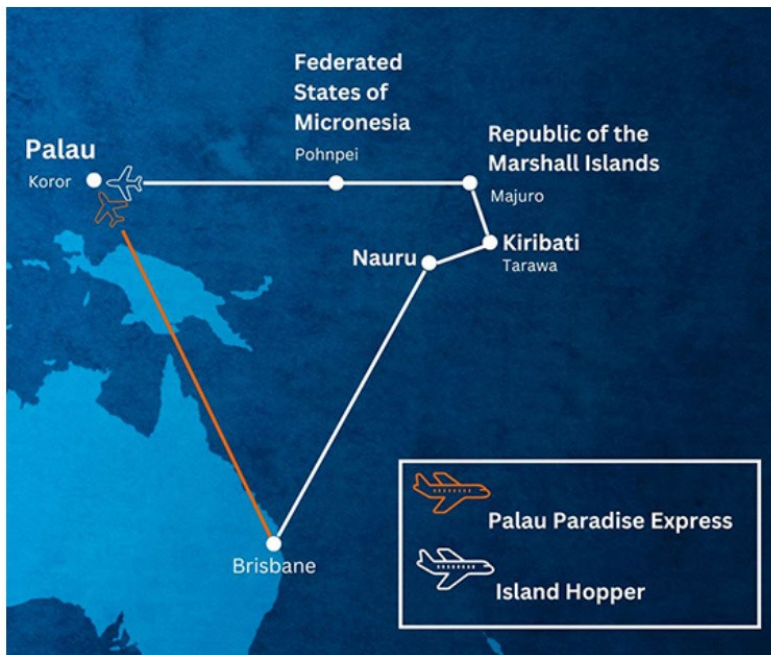 Federated
States of
Micronesia
Pohnpei
Republic of the
Marshall Islands
Majuro
Palau
Koror
Kiribati
Tarawa
Nauru
Brisbane
Palau Paradise Express
Island Hopper